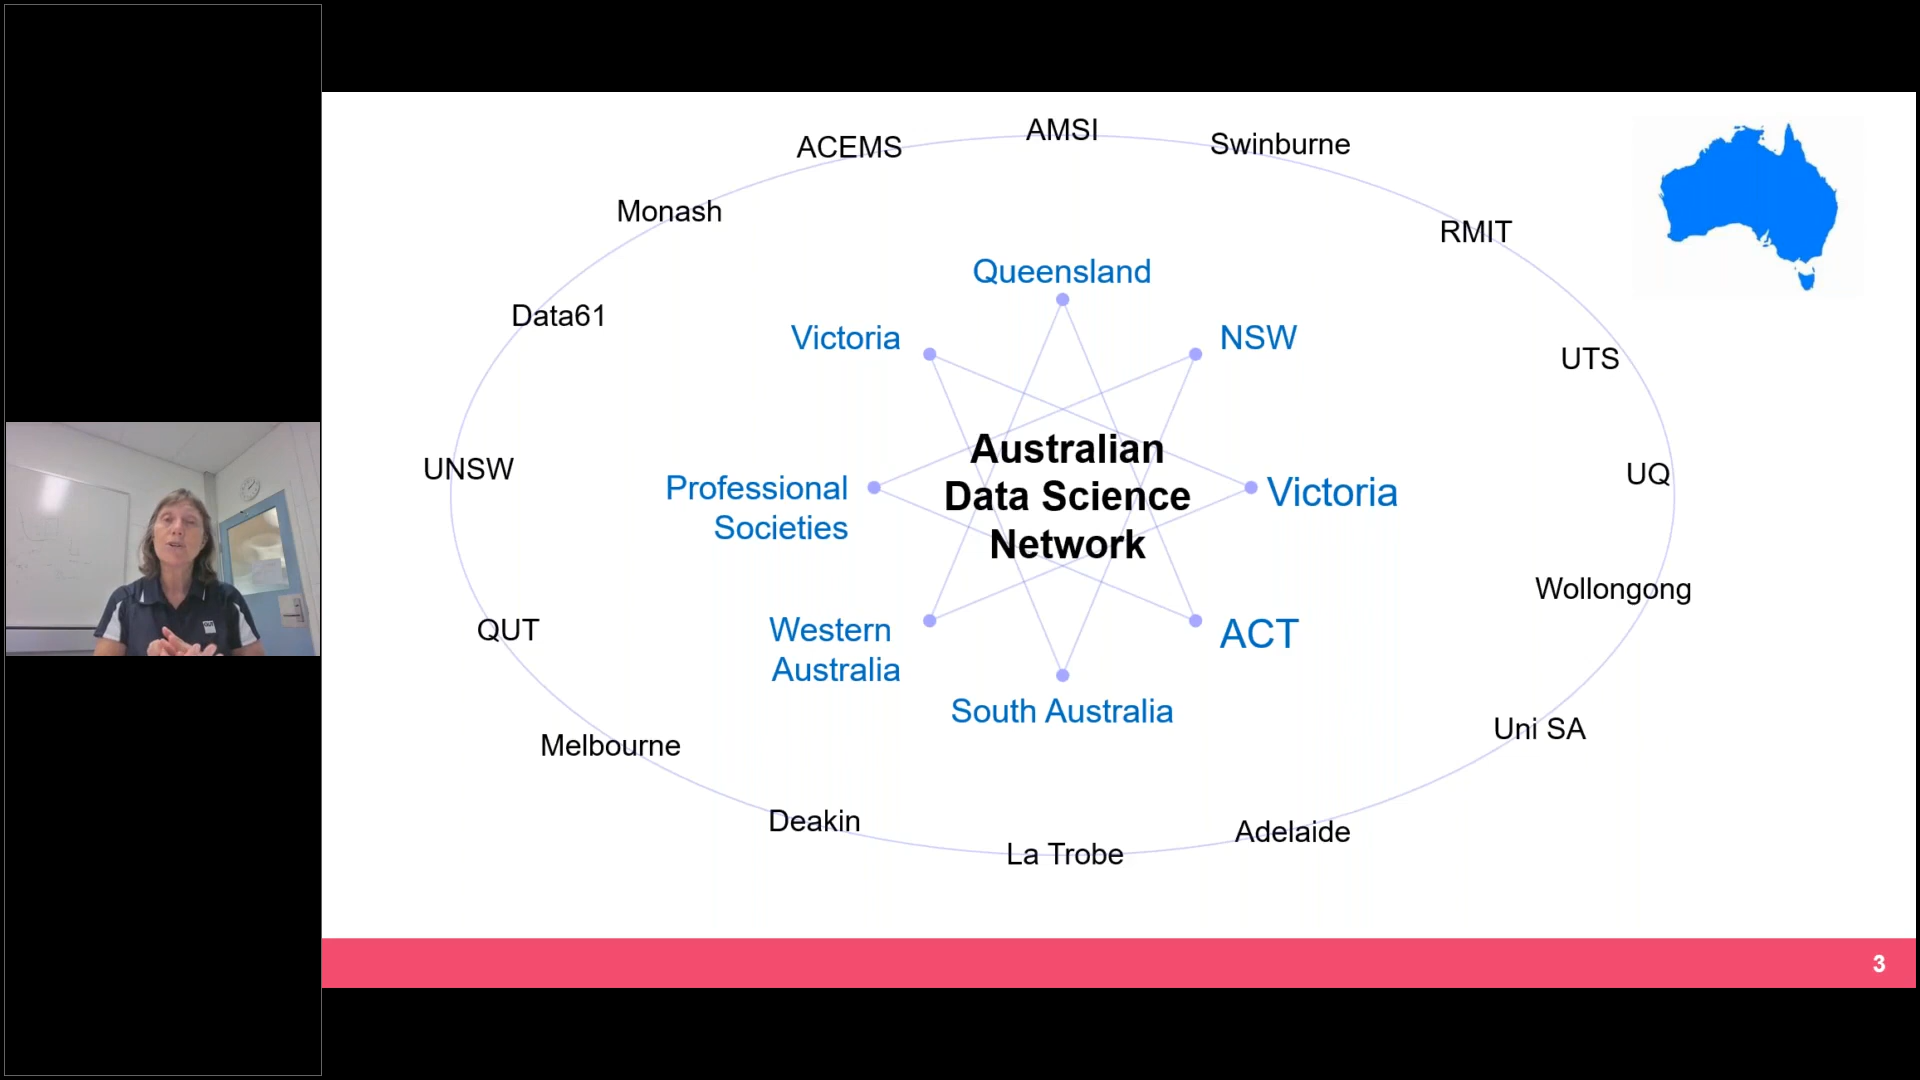 AMSI
ACEMS
Swinburne
Monash
RMIT
Queensland
Data61
Victoria
NSW
UTS
Australian
Data Science
Network
UNSW
Professional
Societies
Victoria
UQ
Wollongong
QUT
Western
Australia
ACT
South Australia
Uni SA
Melbourne
Deakin
Adelaide
La Trobe
3